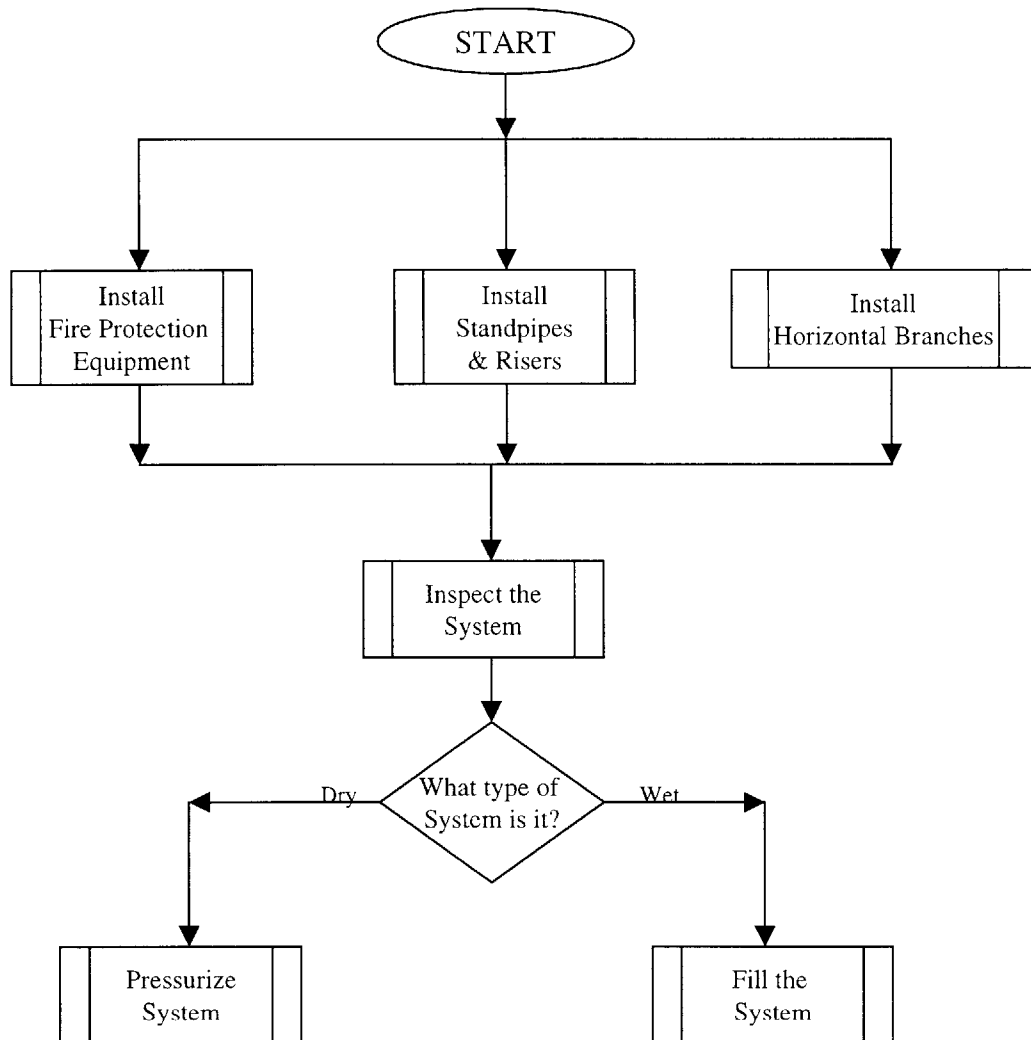 START
Install
Fire Protection
Equipment
Install
Standpipes
& Risers
Install
Horizontal Branches
Inspect the
System
What type of
System is it?
Dry
Wet
Pressurize
System
Fill the
System